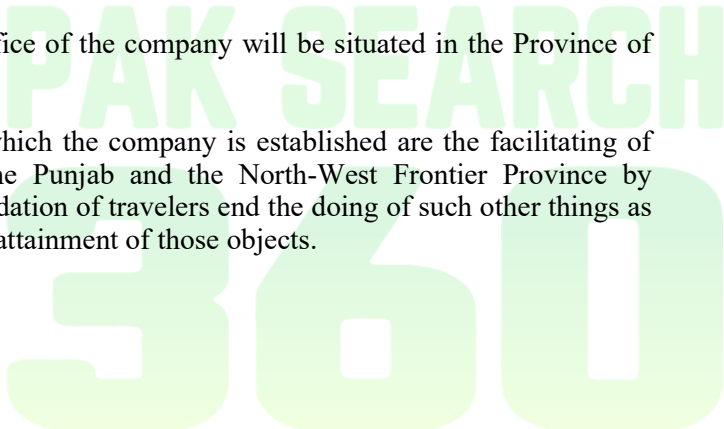 PAK SEARCH
360
fice of the company will be situated in the Province of
hich the company is established are the facilitating of
he Punjab and the North-West Frontier Province by
dation of travelers end the doing of such other things as
attainment of those objects.